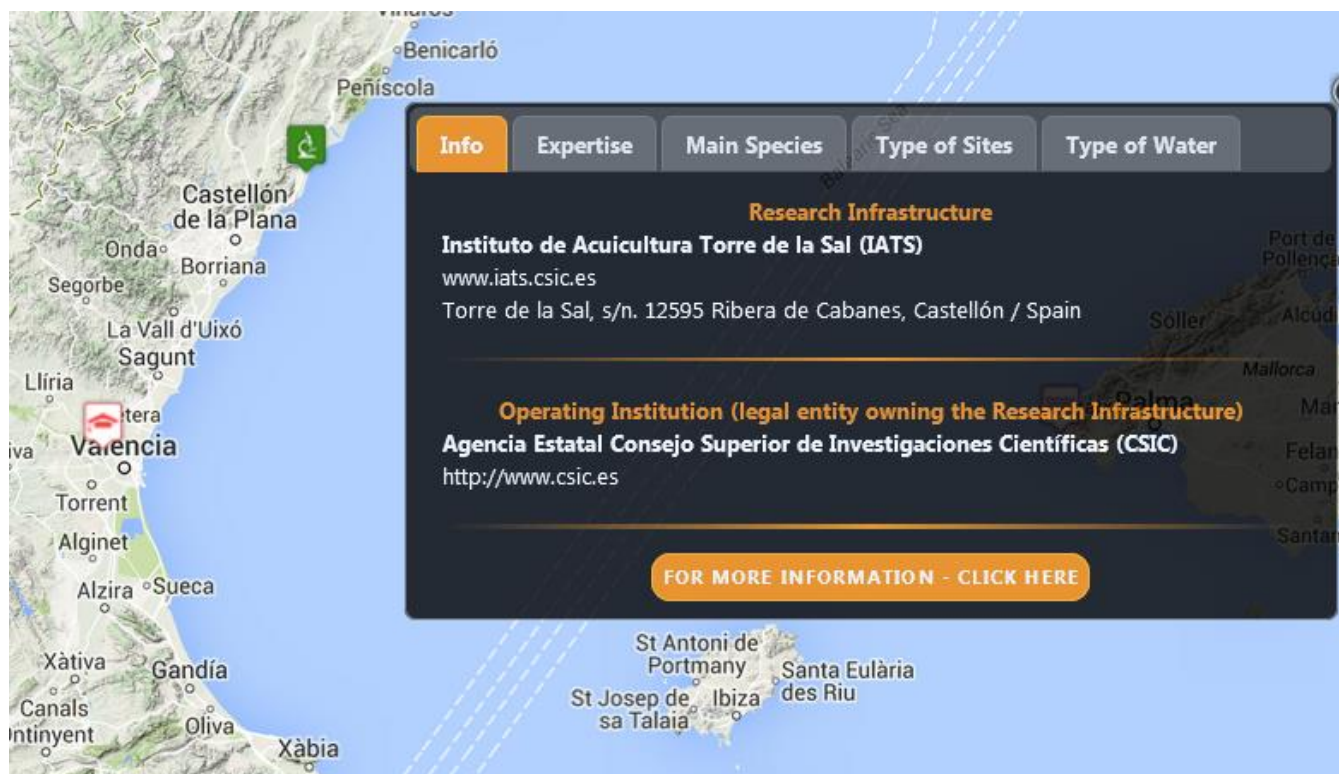 Benicarló
Peñíscola
Info
Expertise
Main Species
Type of Sites
Type of Water
Balearic Sea
Castellón
de la Plana
Research Infrastructure
Instituto de Acuicultura Torre de la Sal (IATS)
www.iats.csic.es
Torre de la Sal, s/n. 12595 Ribera de Cabanes, Castellón / Spain
Onda
Borriana
Segorbe
La Vall d'Uixó
Sagunt
Llíria
Port de
Pollença
Sóller
Mallorca
Palma
Operating Institution (legal entity owning the Research Infrastructure)
Agencia Estatal Consejo Superior de Investigaciones Científicas (CSIC)
http://www.csic.es
Valencia
Torrent
Alginet
Alzira
Sueca
FOR MORE INFORMATION - CLICK HERE
St Antoni de
Portmany
Santa Eulària
des Riu
St Josep de
sa Talaia
Ibiza
Xàtiva
Gandía
Canals
Oliva
Xàbia